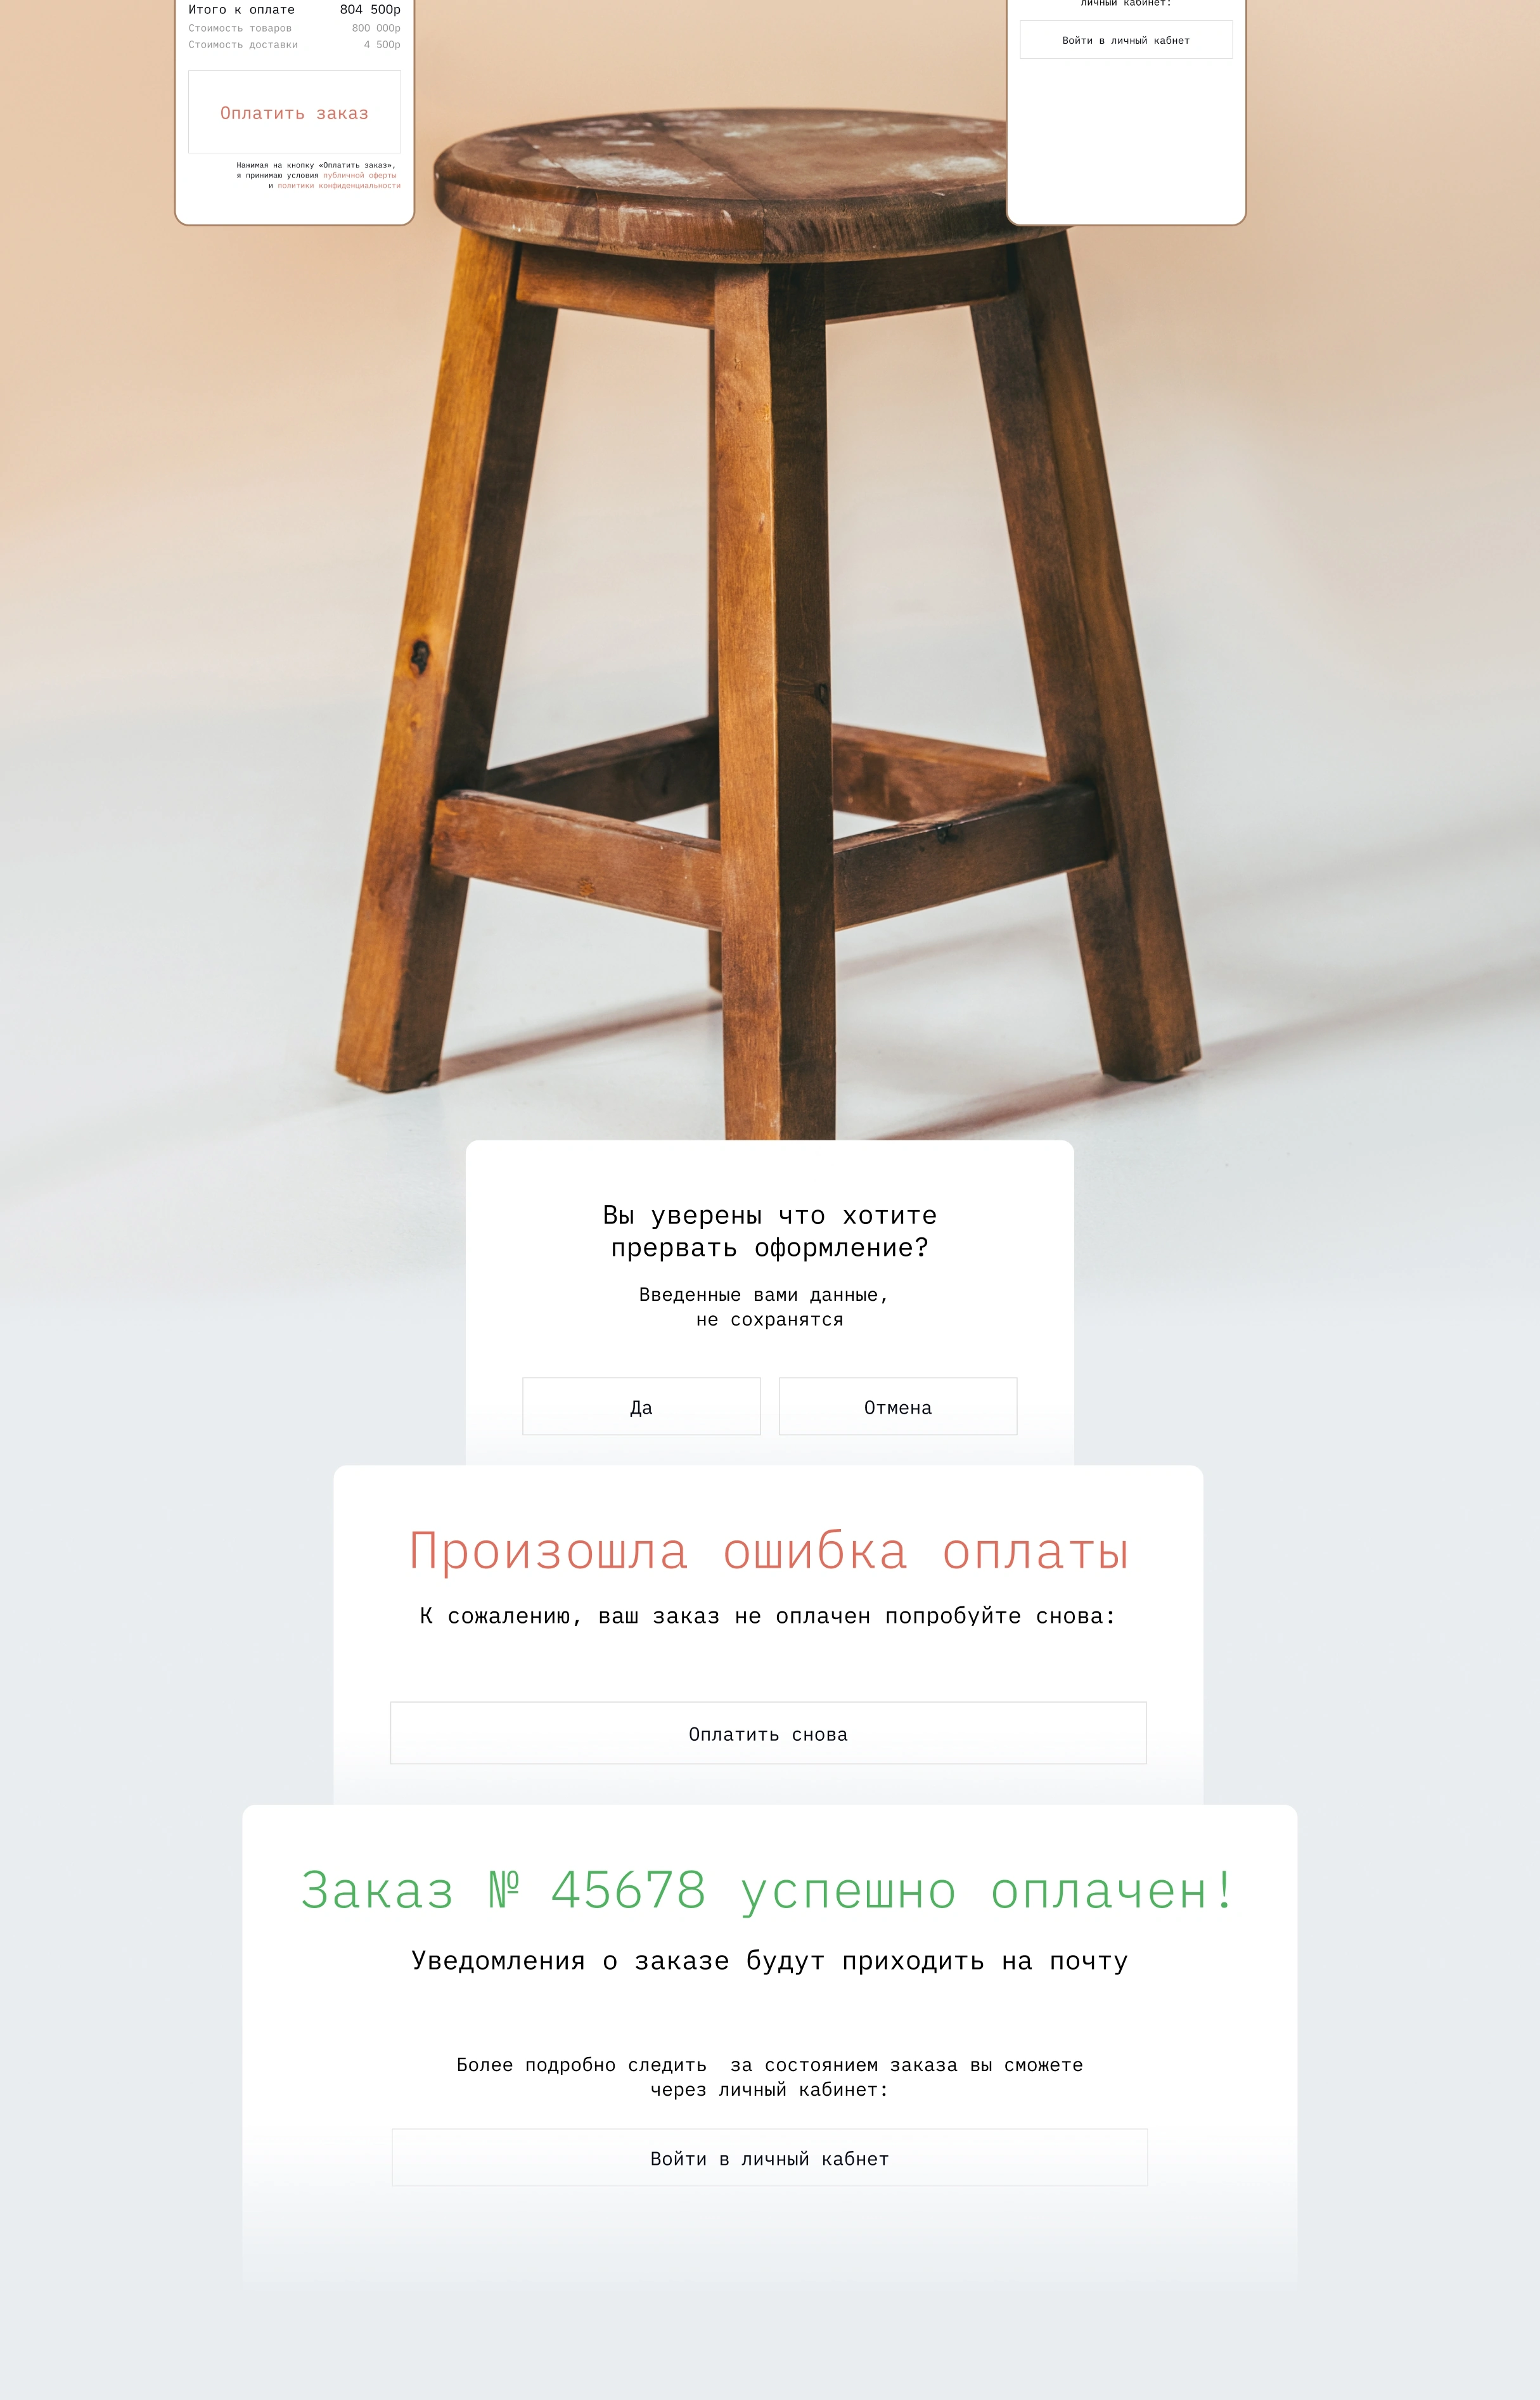 Итого к оплате 804 500р
Стоимость товаров 800 000р
Стоимость доставки 4 500р
Оплатить заказ
Нажимая на кнопку «Оплатить заказ»,
я принимаю условия публичной оферты
и политики конфиденциальности
личный кабинет:
Войти в личный кабнет
Вы уверены что хотите
прервать оформление?
Введенные вами данные,
не сохранятся
Да
Отмена
Произошла ошибка оплаты
К сожалению, ваш заказ не оплачен попробуйте снова:
Оплатить снова
Заказ № 45678 успешно оплачен!
Уведомления о заказе будут приходить на почту
Более подробно следить за состоянием заказа вы сможете
через личный кабинет:
Войти в личный кабнет